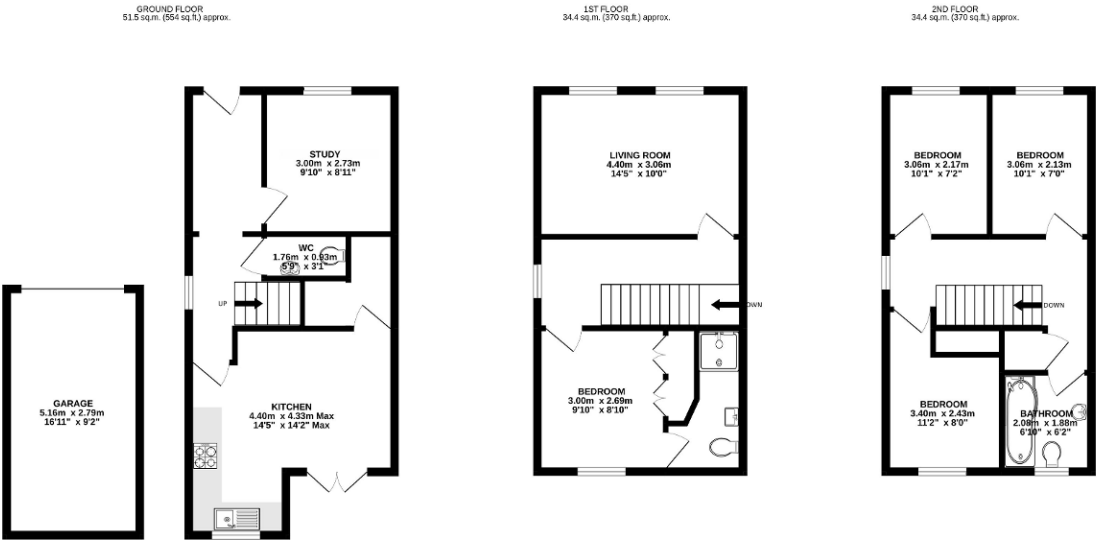 GROUND FLOOR
51.5 sq.m. (554 sq.ft.) approx.
1ST FLOOR
34.4 sq.m. (370 sq.ft.) approx.
2ND FLOOR
34.4 sq.m. (370 sq.ft.) approx.
STUDY
3.00m x 2.73m
9'10" x 8'11"
WC
1.76m x 0.93m
5'9" x 3'1"
UP
KITCHEN
4.40m x 4.33m Max
14'5" x 14'2" Max
GARAGE
5.16m x 2.79m
16'11" x 9'2"
LIVING ROOM
4.40m x 3.06m
14'5" x 10'0"
DOWN
BEDROOM
3.00m x 2.69m
9'10" x 8'10"
BEDROOM
3.06m x 2.17m
10'1" x 7'2"
BEDROOM
3.06m x 2.13m
10'1" x 7'0"
DOWN
BEDROOM
3.40m x 2.43m
11'2" x 8'0"
BATHROOM
2.08m x 1.88m
6'10" x 6'2"